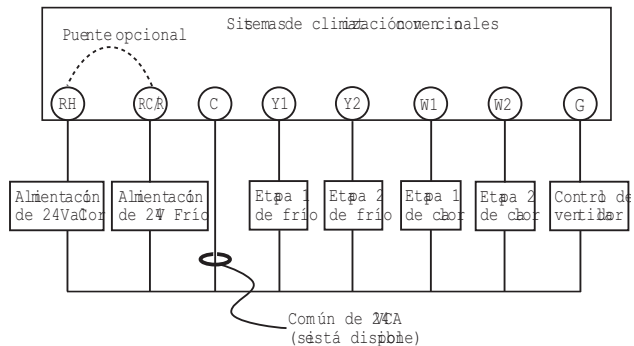 Sistemas de climatización convencionales
Puente opcional
RH
RC/R
C
Y1
Y2
W1
W2
G
Alimentación
de 24V Calor
Alimentación
de 24V Frío
Etapa 1
de frío
Etapa 2
de frío
Etapa 1
de calor
Etapa 2
de calor
Control de
ventilador
Común de 24VCA
(si está disponible)